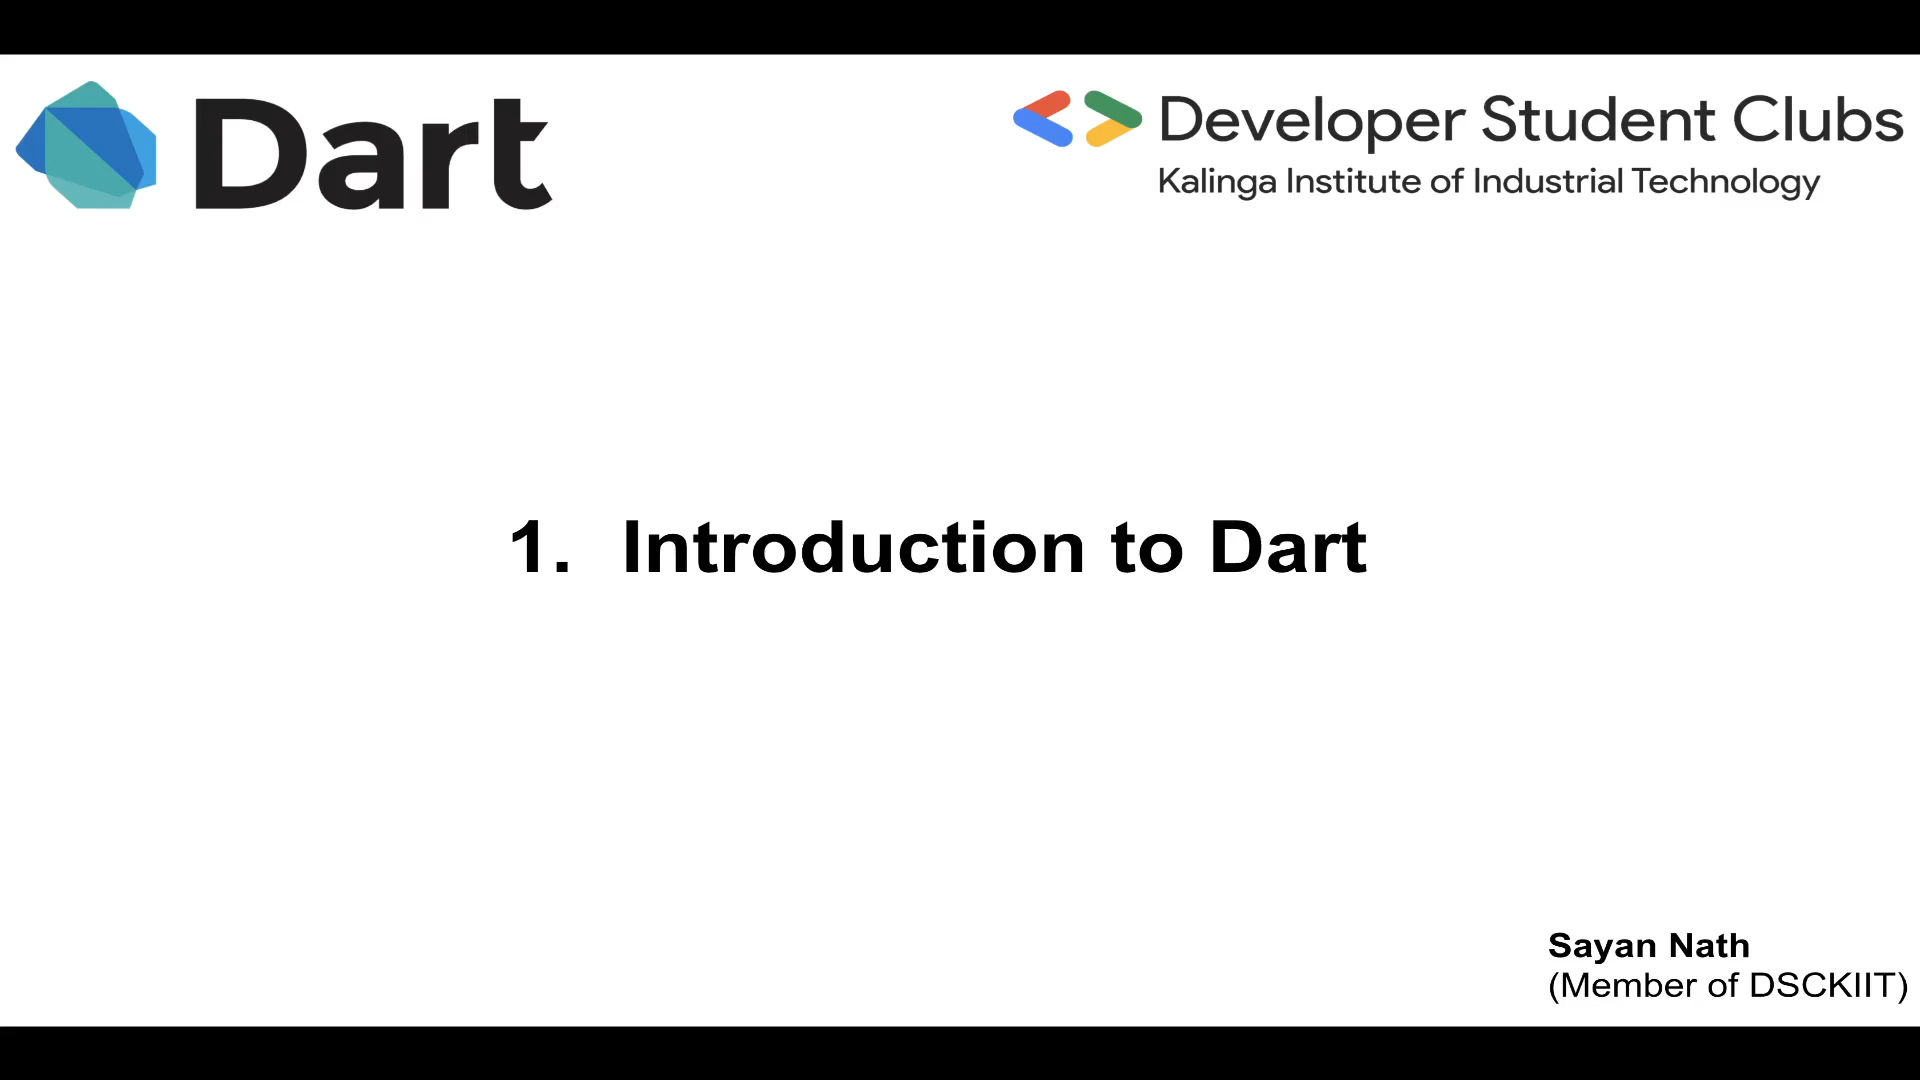 Dart
Developer Student Clubs
Kalinga Institute of Industrial Technology
1. Introduction to Dart
Sayan Nath
(Member of DSCKIIT)